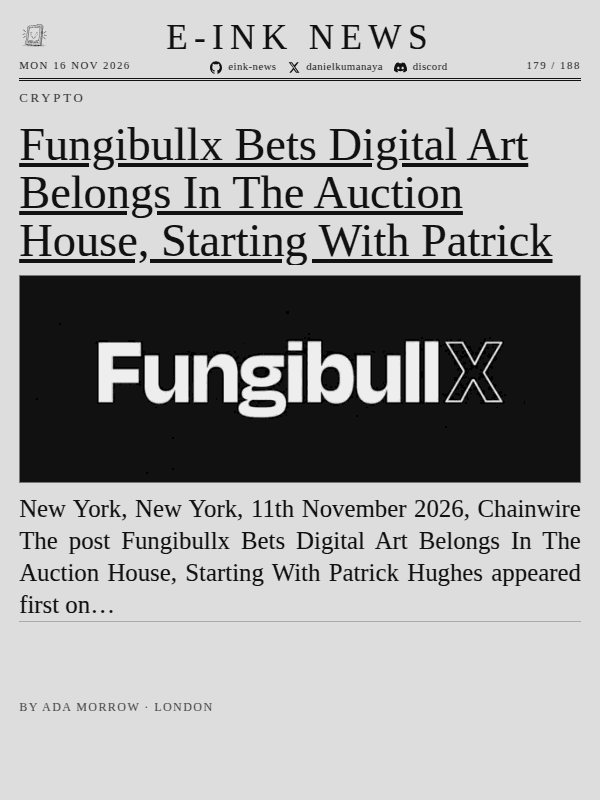 E-INK NEWS
MON 16 NOV 2026
eink-news danielkumanaya discord
179 / 188
CRYPTO
Fungibullx Bets Digital Art
Belongs In The Auction
House, Starting With Patrick
FungibullX
New York, New York, 11th November 2026, Chainwire
The post Fungibullx Bets Digital Art Belongs In The
Auction House, Starting With Patrick Hughes appeared
first on…
BY ADA MORROW · LONDON